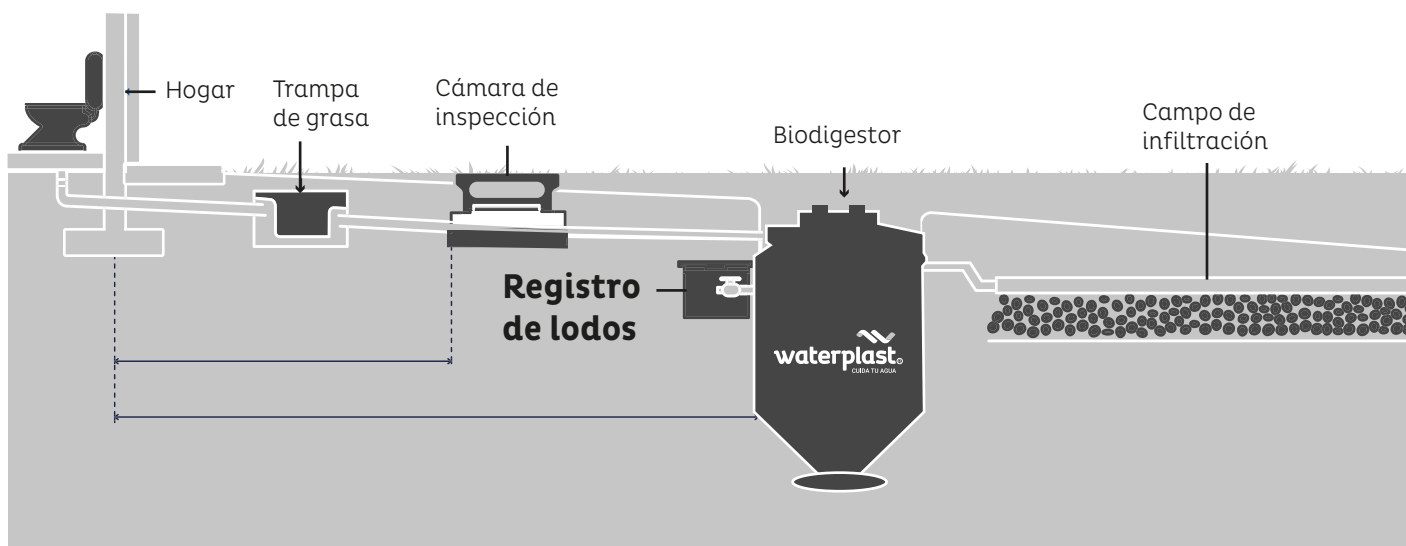 Hogar
Trampa
de grasa
Cámara de
inspección
Biodigestor
Campo de
infiltración
Registro
de lodos
waterplast
CUIDA TU AGUA